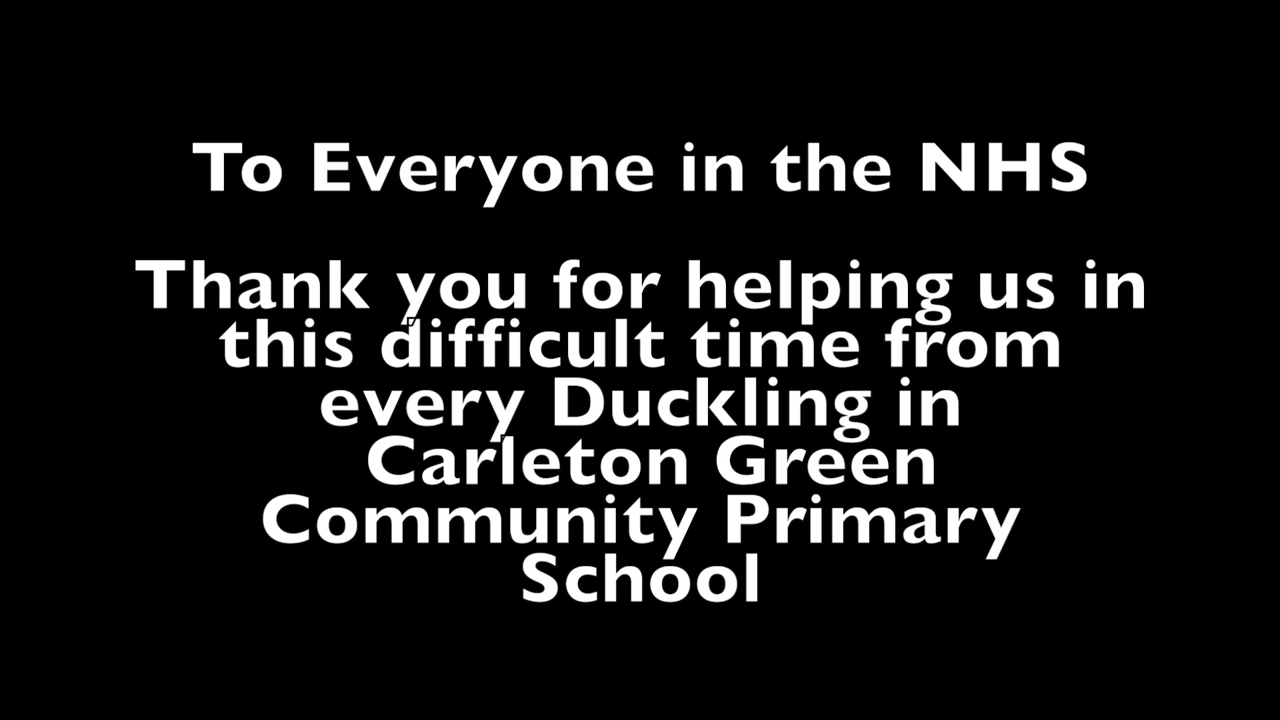 To Everyone in the NHS
Thank you for helping us in
this difficult time from
every Duckling in
Carleton Green
Community Primary
School